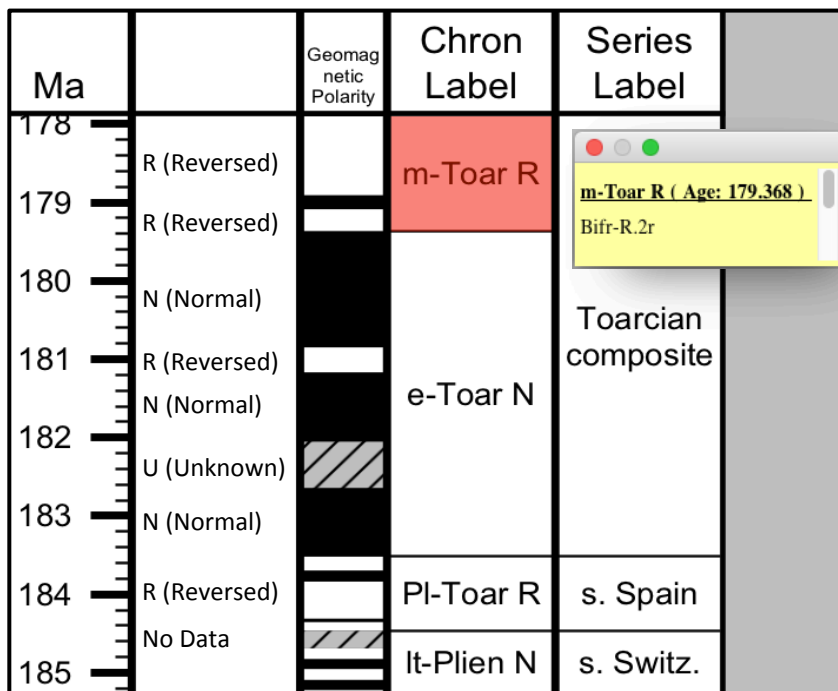 Ma
Geomag
netic
Polarity
Chron
Label
Series
Label
178
R (Reversed)
m-Toar R
m-Toar R ( Age: 179.368 )
Bifr-R.2r
179
R (Reversed)
180
N (Normal)
Toarcian
composite
181
R (Reversed)
e-Toar N
N (Normal)
182
U (Unknown)
183
N (Normal)
184
R (Reversed)
Pl-Toar R
s. Spain
No Data
lt-Plien N
s. Switz.
185